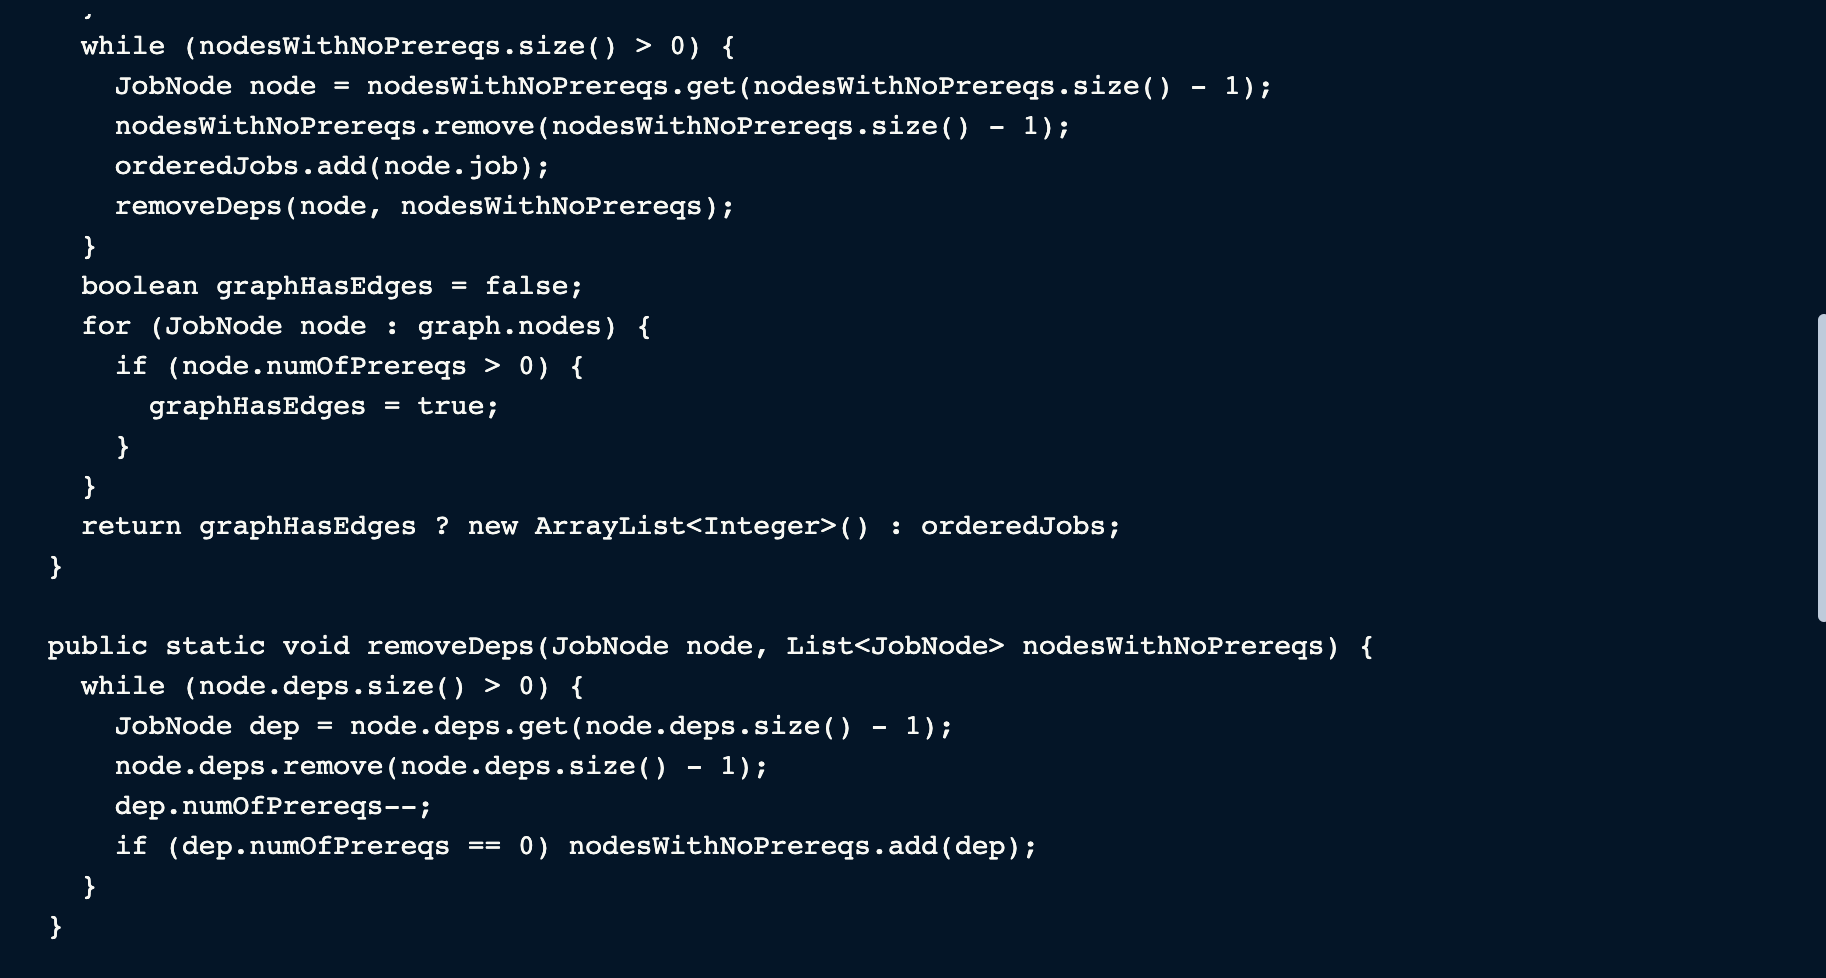 }
while (nodesWithNoPrereqs.size() > 0) {
JobNode node = nodesWithNoPrereqs.get(nodesWithNoPrereqs.size() - 1);
nodesWithNoPrereqs.remove(nodesWithNoPrereqs.size() - 1);
orderedJobs.add(node.job);
removeDeps(node, nodesWithNoPrereqs);
}
boolean graphHasEdges = false;
for (JobNode node : graph.nodes) {
if (node.numOfPrereqs > 0) {
graphHasEdges = true;
}
}
return graphHasEdges ? new ArrayList<Integer>() : orderedJobs;
}
public static void removeDeps(JobNode node, List<JobNode> nodesWithNoPrereqs) {
while (node.deps.size() > 0) {
JobNode dep = node.deps.get(node.deps.size() - 1);
node.deps.remove(node.deps.size() - 1);
dep.numOfPrereqs--;
if (dep.numOfPrereqs == 0) nodesWithNoPrereqs.add(dep);
}
}